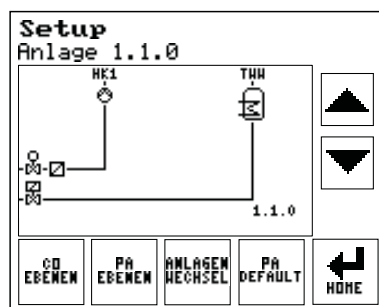 Setup
Anlage 1.1.0
HK1
TWW
1.1.0
CO
EBENEN
PA
EBENEN
ANLAGEN
WECHSEL
PA
DEFAULT
HOME